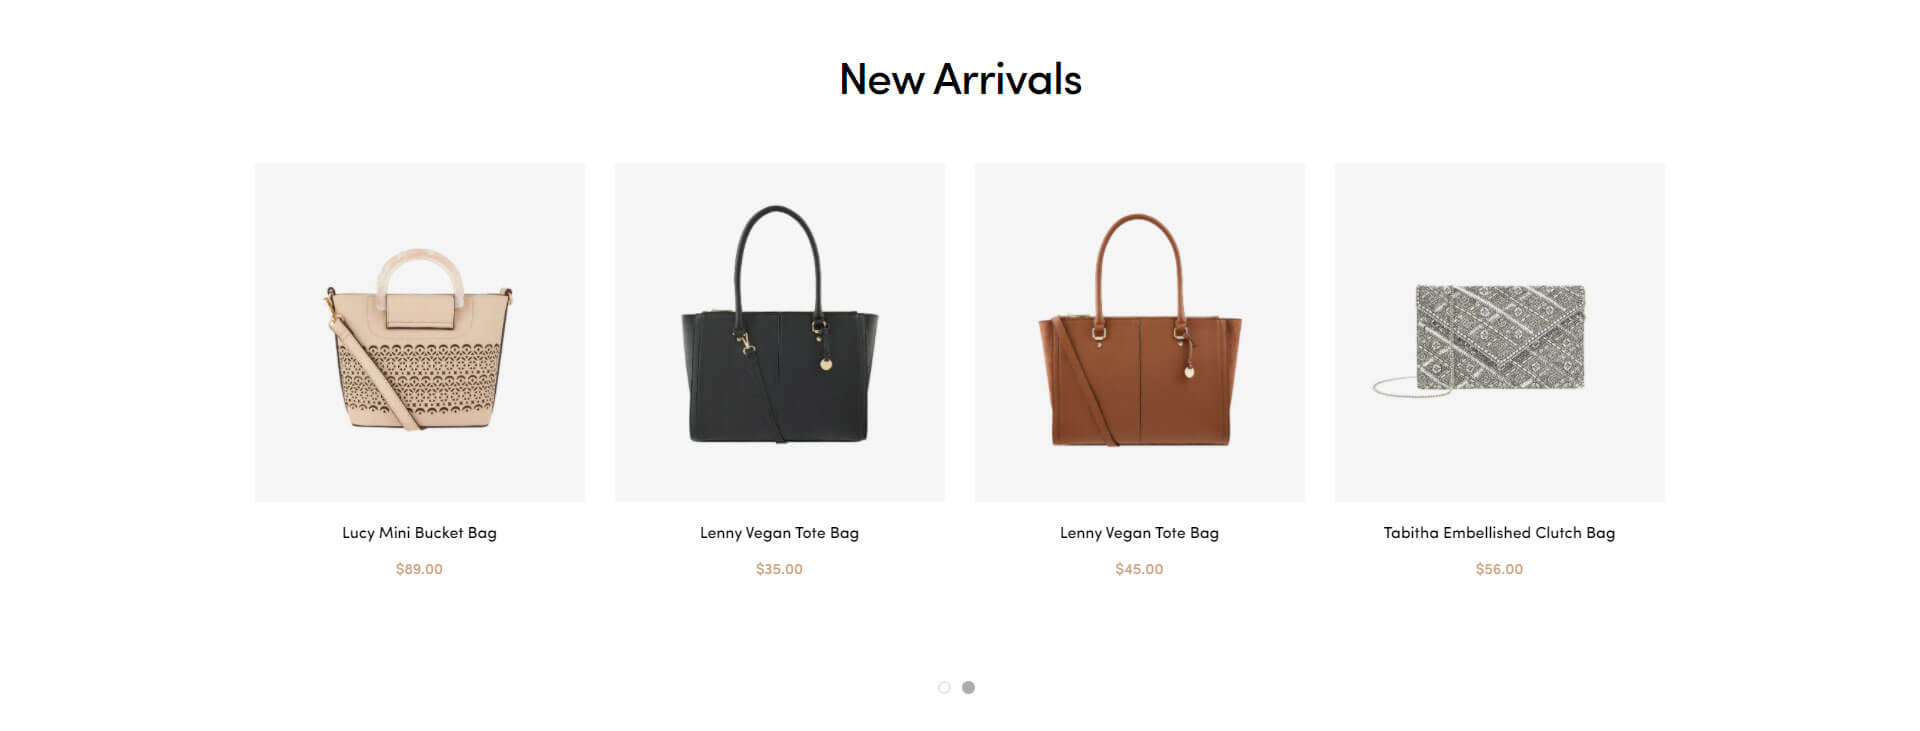 New Arrivals
Lucy Mini Bucket Bag
$89.00
Lenny Vegan Tote Bag
$35.00
Lenny Vegan Tote Bag
$45.00
Tabitha Embellished Clutch Bag
$56.00